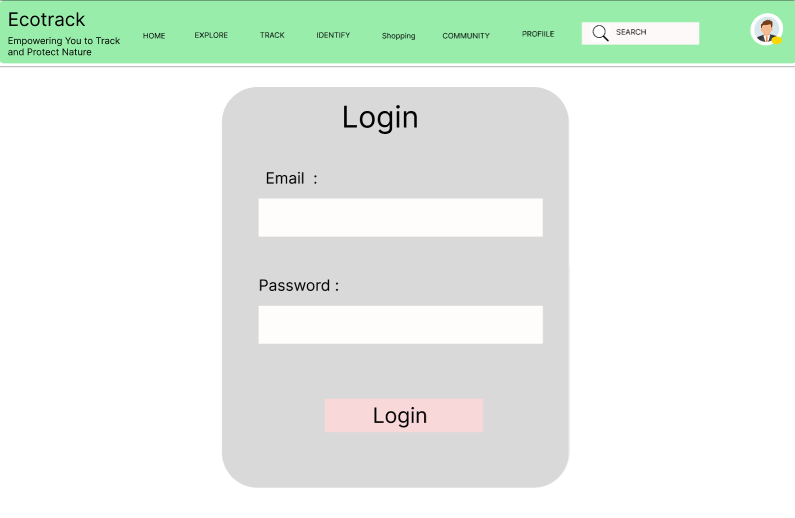 Ecotrack
Empowering You to Track
and Protect Nature
HOME
EXPLORE
TRACK
IDENTIFY
Shopping
COMMUNITY
PROFIILE
SEARCH
Login
Email :
Password :
Login